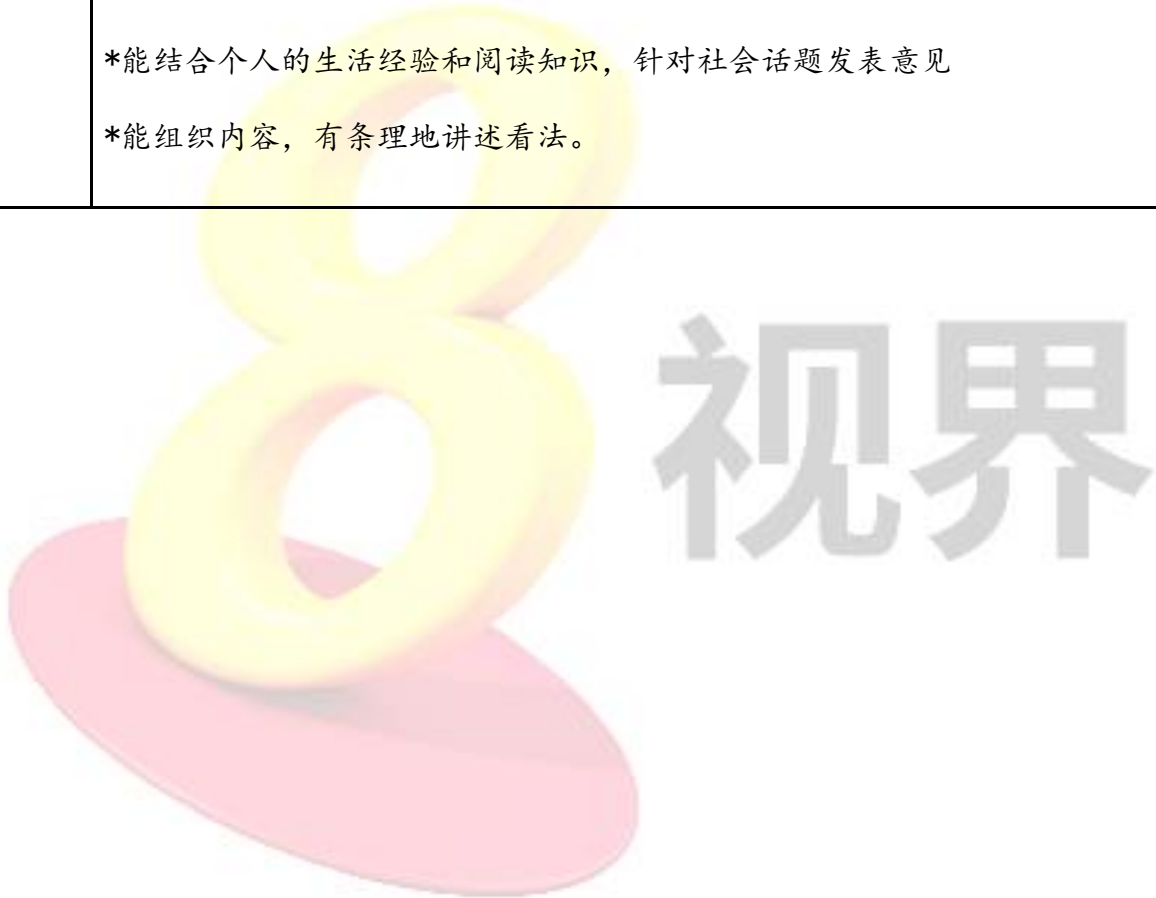 *能结合个人的生活经验和阅读知识，针对社会话题发表意见
*能组织内容，有条理地讲述看法。
8视界